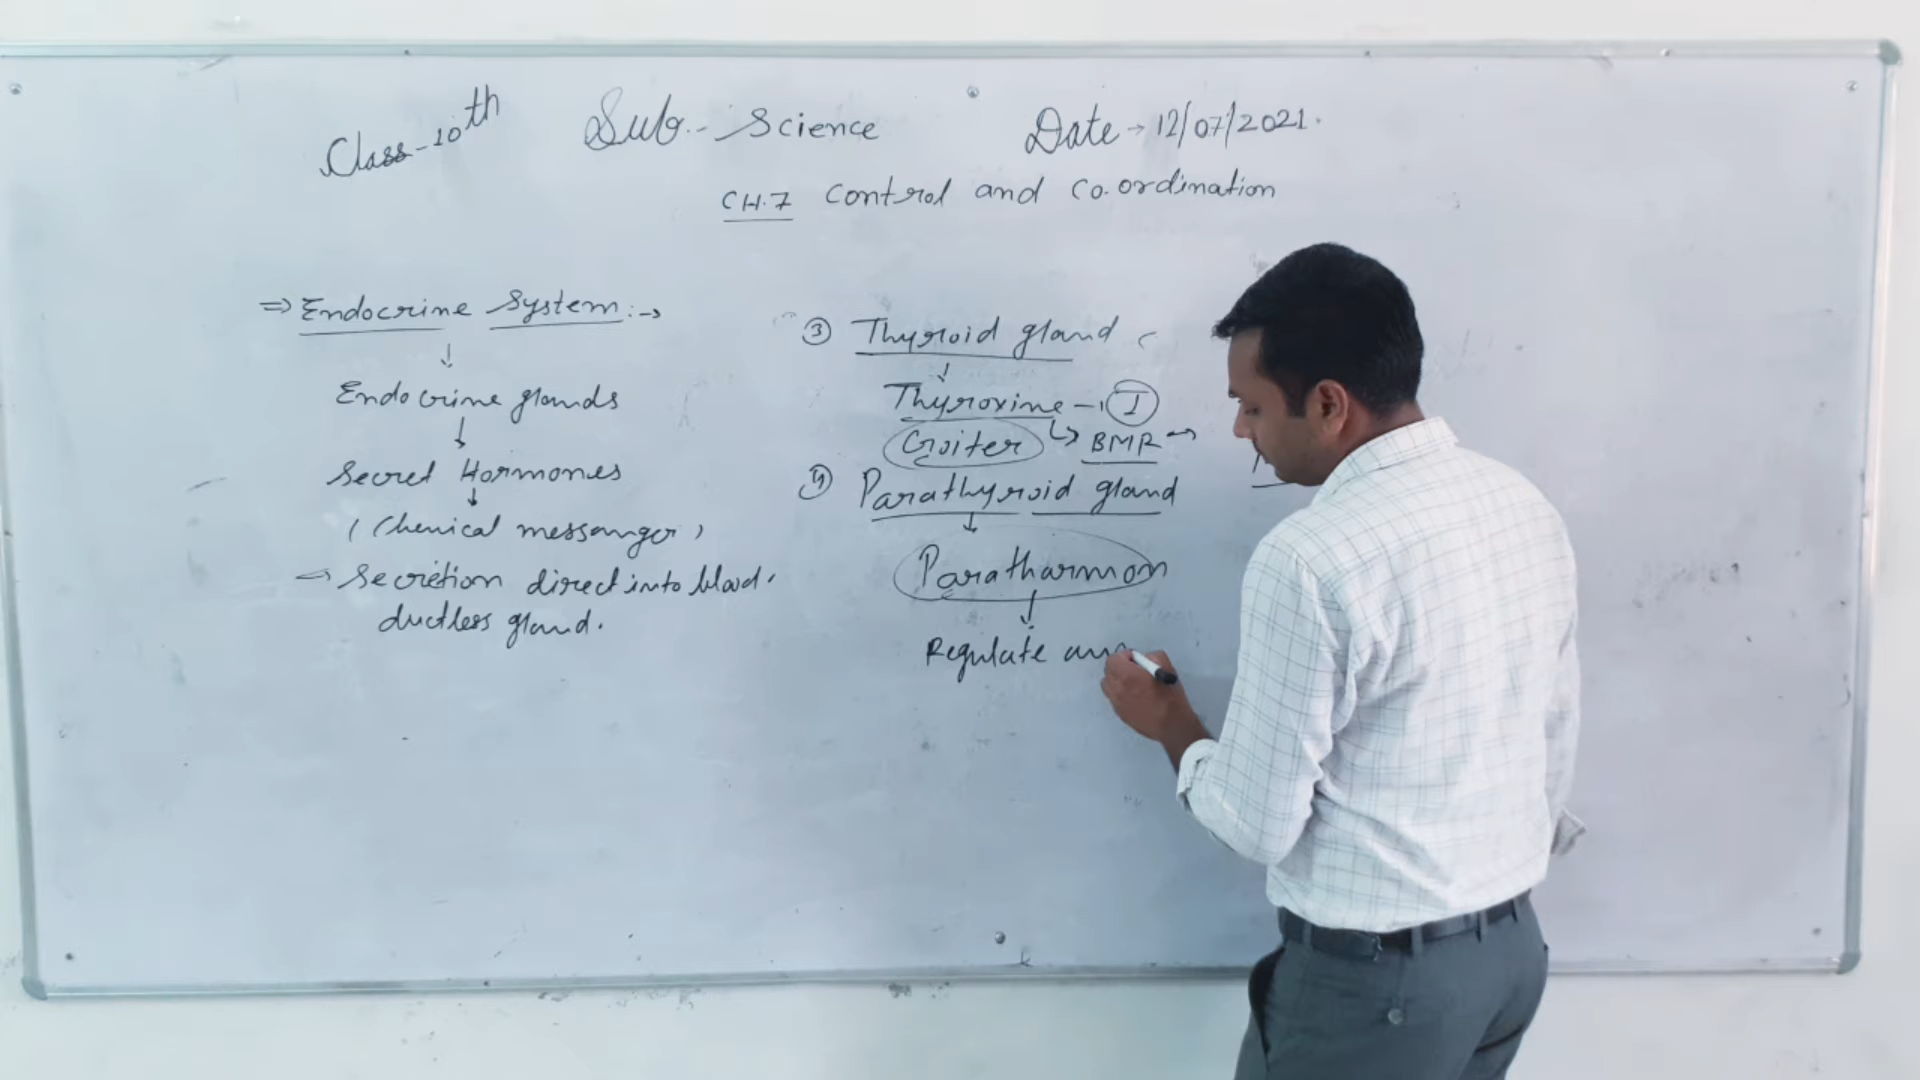 Class-10th Sub.- Science Date → 12/07/2021.
CH.7 Control and Co.ordination
⇒ Endocrine System:→
↓
Endocrine glands
↓
Secret Hormones
↓
(Chemical messanger)
→ Secretion direct into blood.
ductless gland.
③ Thyroid gland
↓
Thyroxine → I
Goiter ↳ BMR →
④ Parathyroid gland
↓
Paratharmon
↓
Regulate